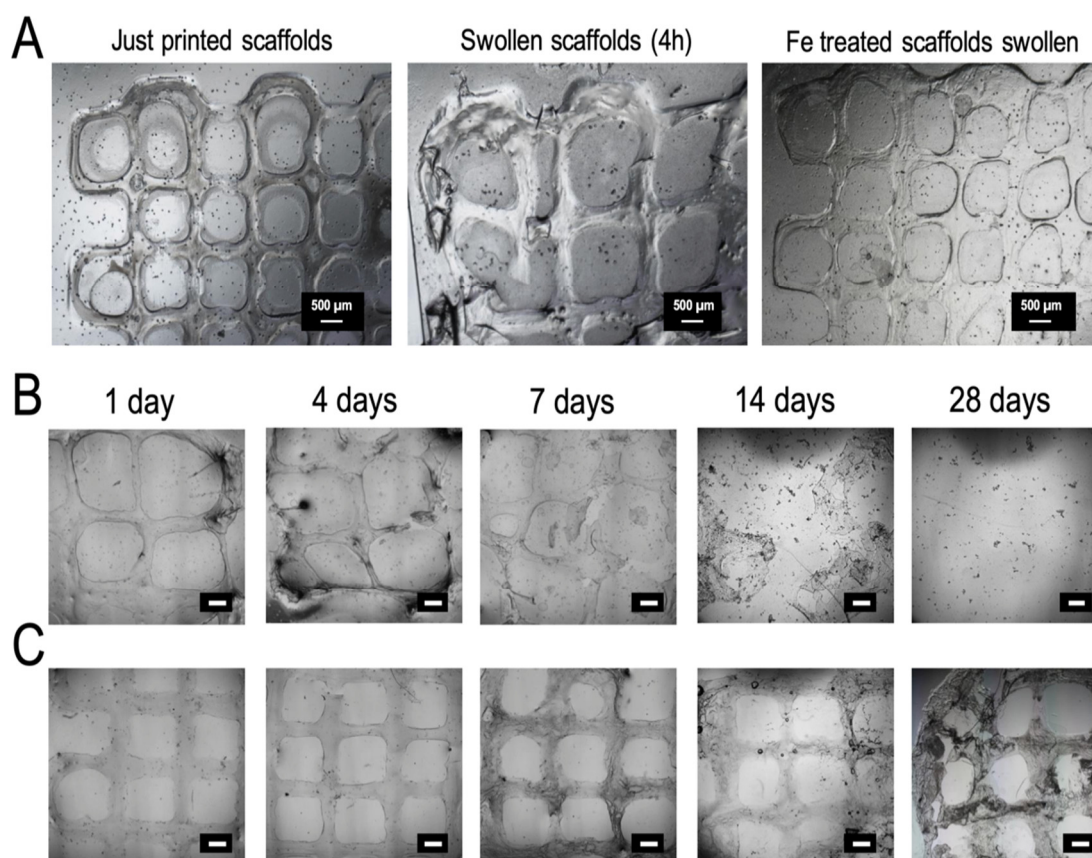 A
Just printed scaffolds
Swollen scaffolds (4h)
Fe treated scaffolds swollen
500 µm
500 µm
500 µm
B
1 day
4 days
7 days
14 days
28 days
C